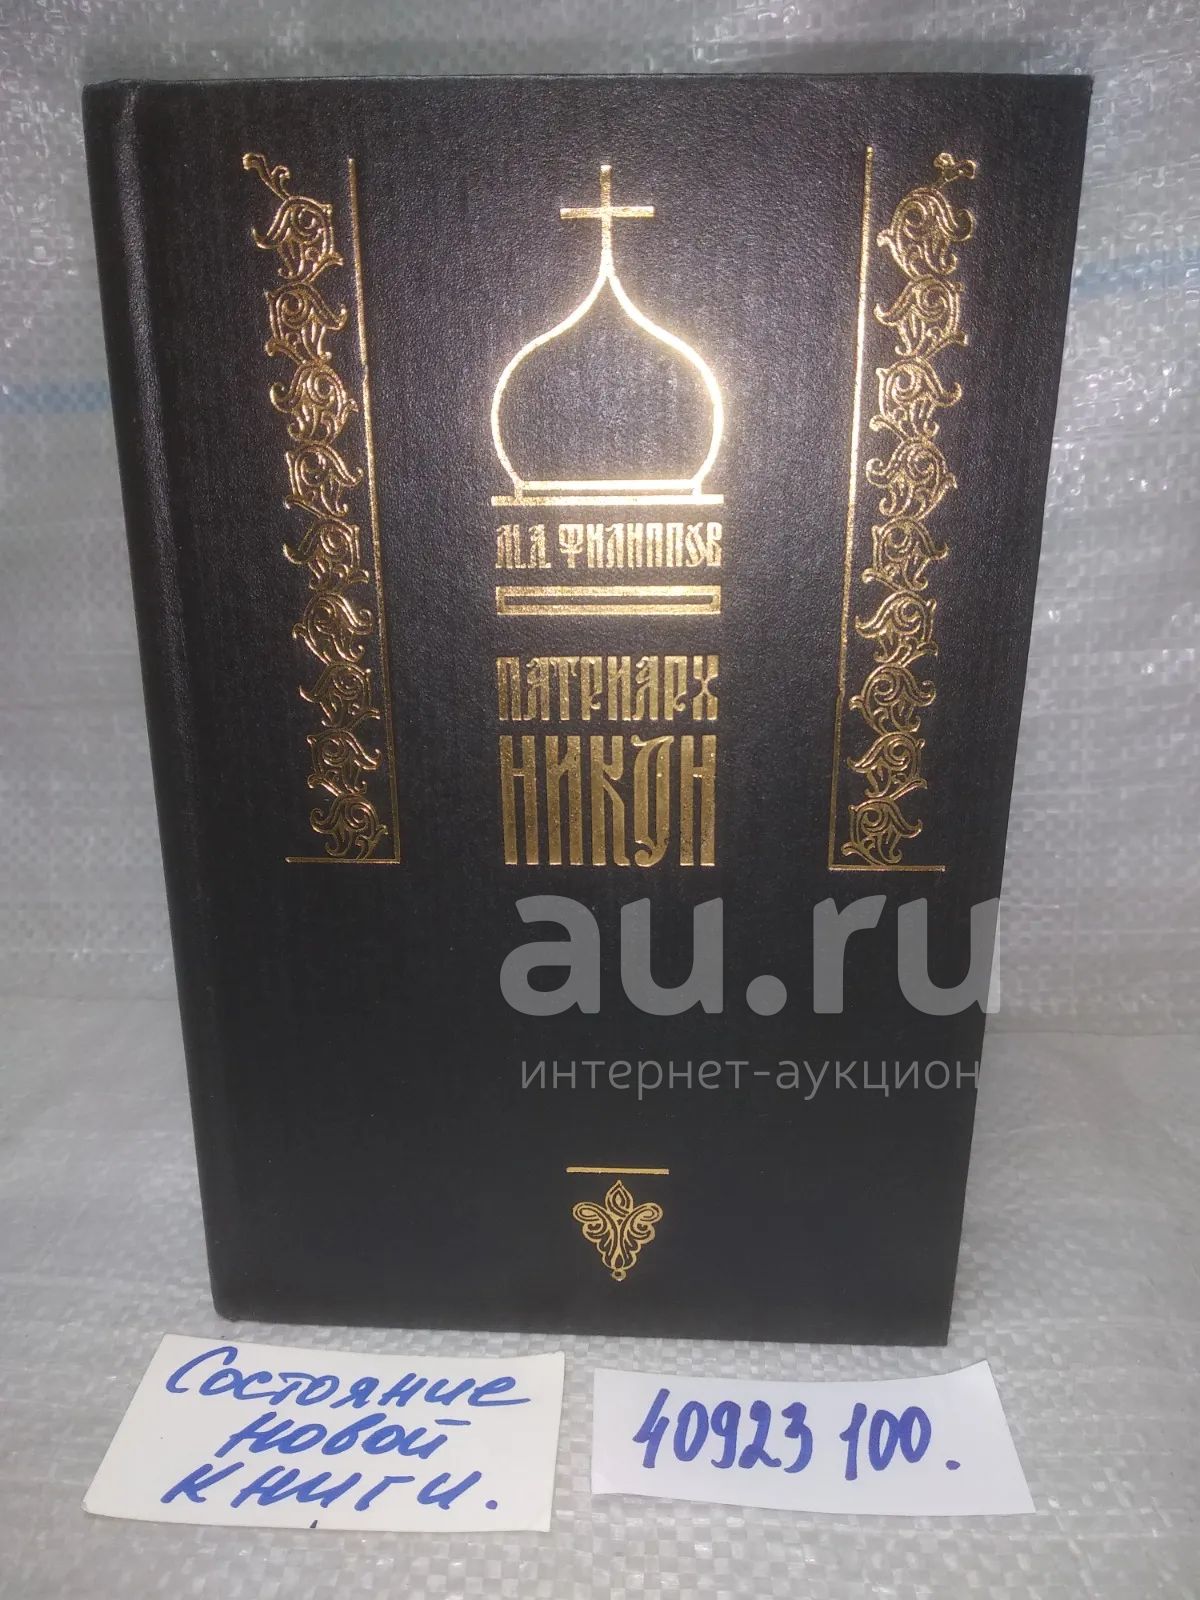 М.А. ФИЛИППОВ
ПАТРИАРХ
НИКОН
au.ru
интернет-аукцион
Состояние
новой
книги.
40923 100.